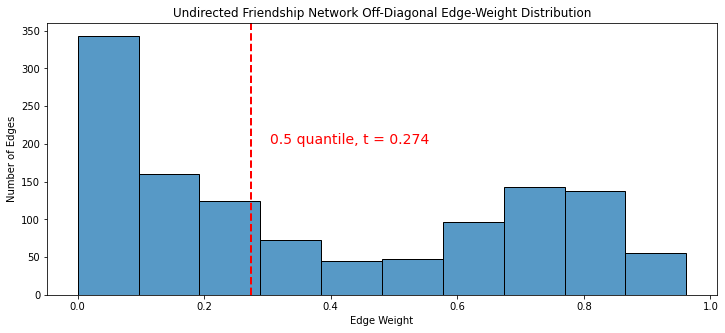 Undirected Friendship Network Off-Diagonal Edge-Weight Distribution
350
300
250
200
150
100
50
0
Number of Edges
0.5 quantile, t = 0.274
0.0 0.2 0.4 0.6 0.8 1.0
Edge Weight